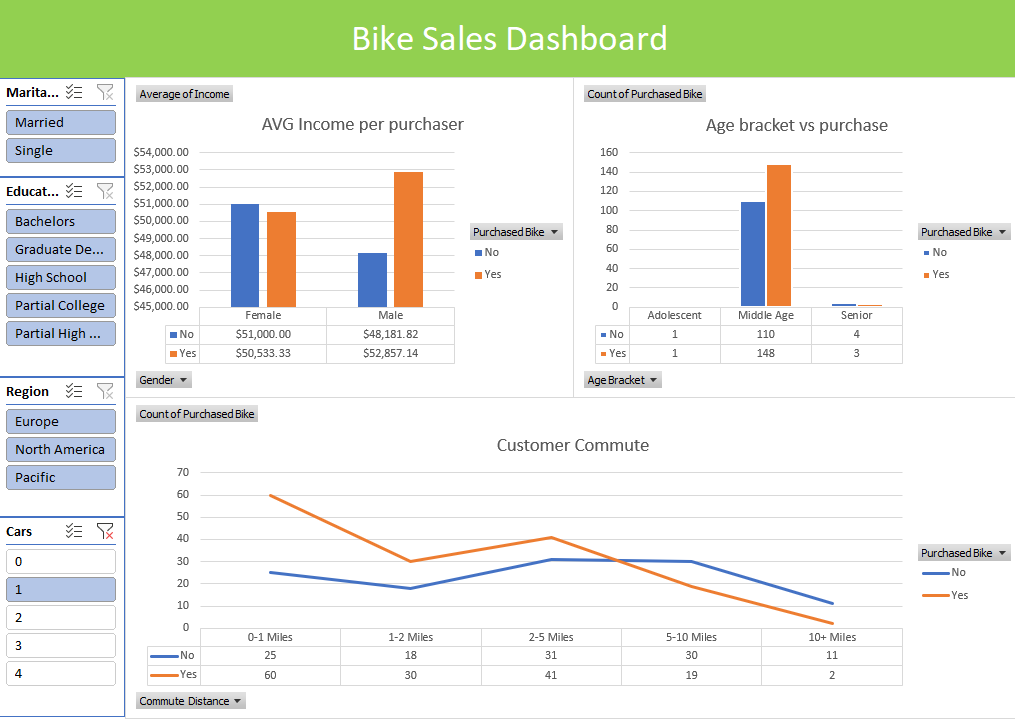 Bike Sales Dashboard
Marita...
Married
Single
Educat...
Bachelors
Graduate De...
High School
Partial College
Partial High ...
Region
Europe
North America
Pacific
Cars
0
1
2
3
4
Average of Income
AVG Income per purchaser
$54,000.00
$53,000.00
$52,000.00
$51,000.00
$50,000.00
$49,000.00
$48,000.00
$47,000.00
$46,000.00
$45,000.00
Female Male
No $51,000.00 $48,181.82
Yes $50,533.33 $52,857.14
Purchased Bike
No
Yes
Gender
Count of Purchased Bike
Age bracket vs purchase
160
140
120
100
80
60
40
20
0
Adolescent Middle Age Senior
No 1 110 4
Yes 1 148 3
Purchased Bike
No
Yes
Age Bracket
Count of Purchased Bike
Customer Commute
70
60
50
40
30
20
10
0
0-1 Miles 1-2 Miles 2-5 Miles 5-10 Miles 10+ Miles
No 25 18 31 30 11
Yes 60 30 41 19 2
Purchased Bike
No
Yes
Commute Distance